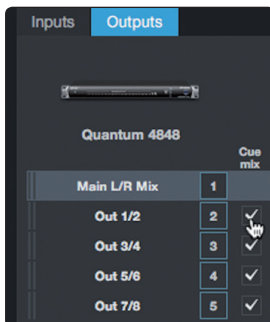 Inputs Outputs
Quantum 4848
Cue
mix
Main L/R Mix 1
Out 1/2 2
Out 3/4 3
Out 5/6 4
Out 7/8 5